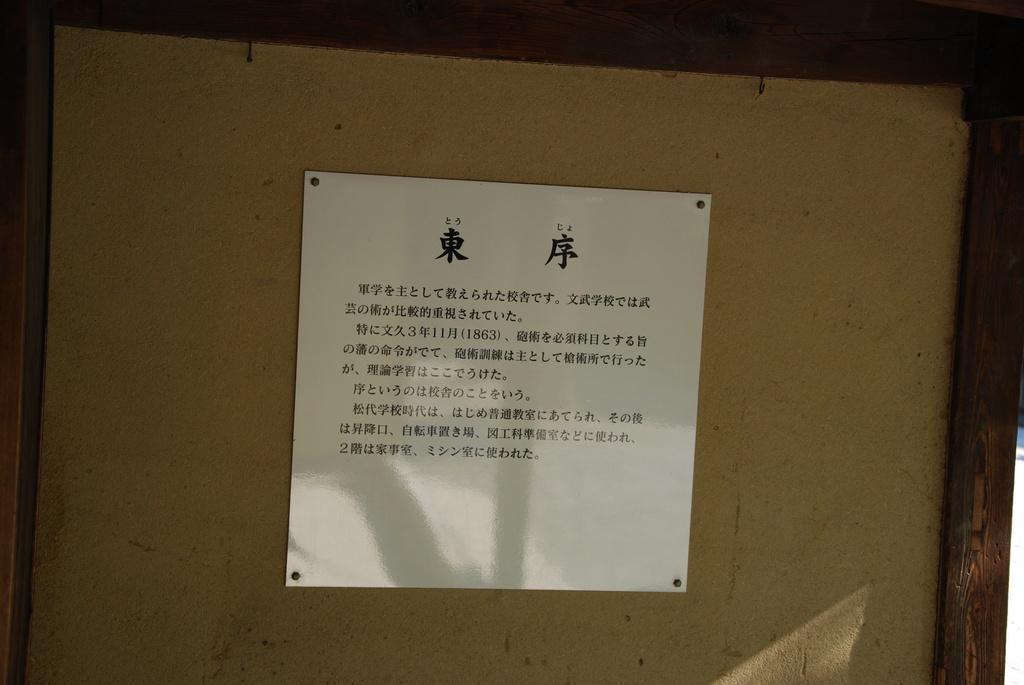 とう じょ
東 序
軍学を主として教えられた校舎です。文武学校では武
芸の術が比較的重視されていた。
特に文久3年11月(1863)、砲術を必須科目とする旨
の藩の命令がでて、砲術訓練は主として槍術所で行った
が、理論学習はここでうけた。
序というのは校舎のことをいう。
松代学校時代は、はじめ普通教室にあてられ、その後
は昇降口、自転車置き場、図工科準備室などに使われ、
2階は家事室、ミシン室に使われた。